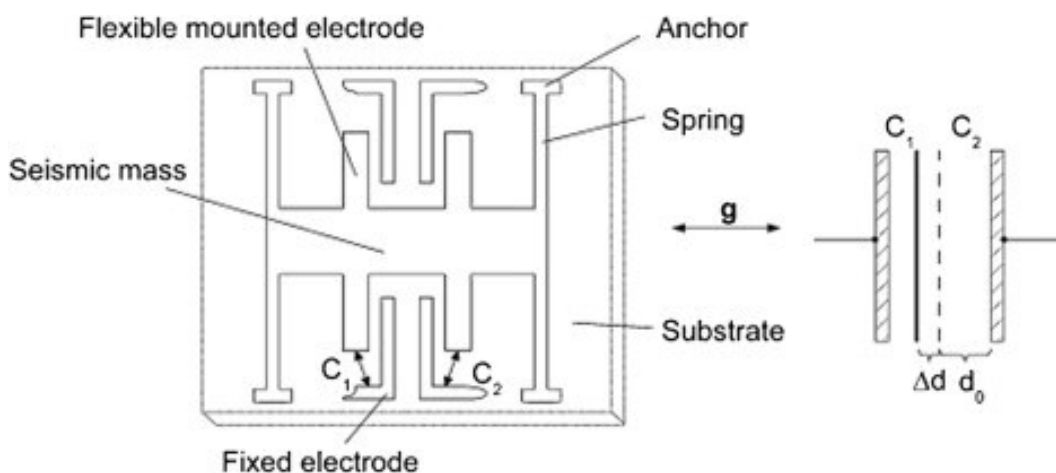 Flexible mounted electrode
Anchor
Spring
Seismic mass
C₁ C₂
g
Substrate
C₁ C₂
Δd d₀
Fixed electrode